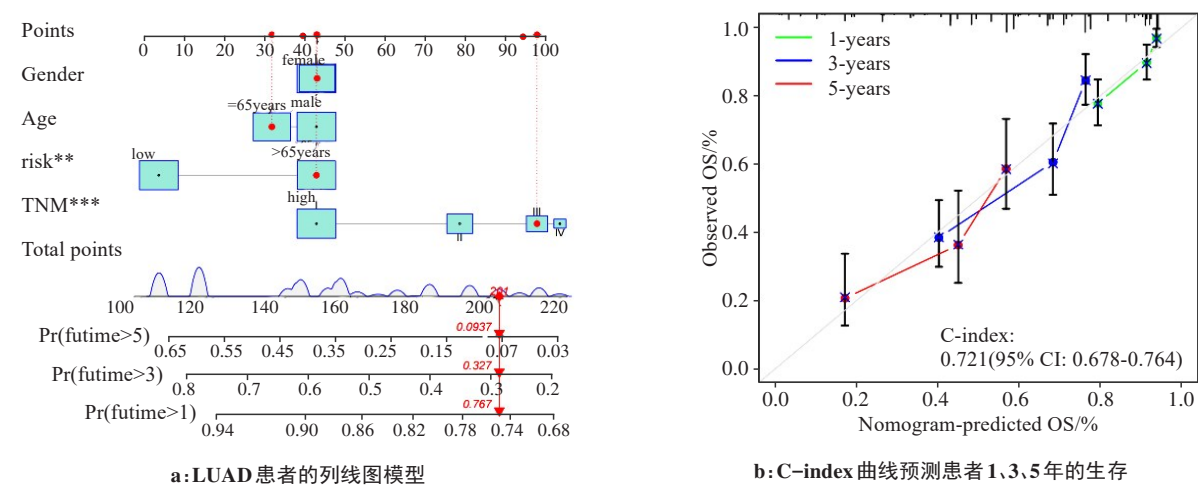 Points
0 10 20 30 40 50 60 70 80 90 100
female
Gender
=65years male
Age
low
>65years
risk**
high
I
III
TNM***
II
IV
Total points
201
100 120 140 160 180 200 220
0.0937
Pr(futime>5)
0.65 0.55 0.45 0.35 0.25 0.15 0.07 0.03
0.327
Pr(futime>3)
0.8 0.7 0.6 0.5 0.4 0.3 0.2
0.767
Pr(futime>1)
0.94 0.90 0.86 0.82 0.78 0.74 0.68
a:LUAD患者的列线图模型
1-years
3-years
5-years
Observed OS/%
1.0
0.8
0.6
0.4
0.2
0.0
C-index:
0.721(95% CI: 0.678-0.764)
0.0 0.2 0.4 0.6 0.8 1.0
Nomogram-predicted OS/%
b:C-index曲线预测患者1、3、5年的生存